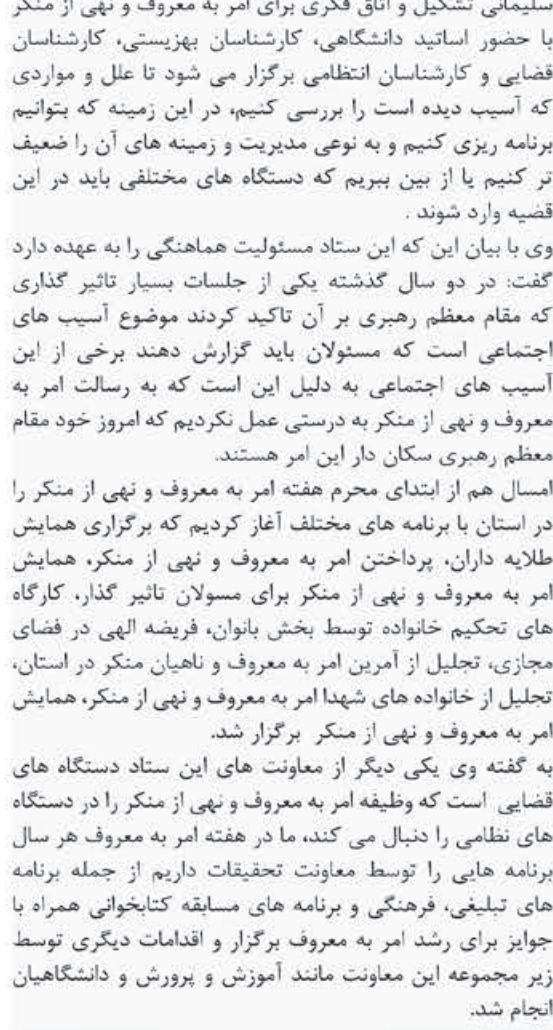 سلیمانی تشکیل و اتاق فکری برای امر به معروف و نهی از منکر
با حضور اساتید دانشگاهی، کارشناسان بهزیستی، کارشناسان
قضایی و کارشناسان انتظامی برگزار می شود تا علل و مواردی
که آسیب دیده است را بررسی کنیم، در این زمینه که بتوانیم
برنامه ریزی کنیم و به نوعی مدیریت و زمینه های آن را ضعیف
تر کنیم یا از بین ببریم که دستگاه های مختلفی باید در این
قضیه وارد شوند .
وی با بیان این که این ستاد مسئولیت هماهنگی را به عهده دارد
گفت: در دو سال گذشته یکی از جلسات بسیار تاثیر گذاری
که مقام معظم رهبری بر آن تاکید کردند موضوع آسیب های
اجتماعی است که مسئولان باید گزارش دهند برخی از این
آسیب های اجتماعی به دلیل این است که به رسالت امر به
معروف و نهی از منکر به درستی عمل نکردیم که امروز خود مقام
معظم رهبری سکان دار این امر هستند.
امسال هم از ابتدای محرم هفته امر به معروف و نهی از منکر را
در استان با برنامه های مختلف آغاز کردیم که برگزاری همایش
طلایه داران، پرداختن امر به معروف و نهی از منکر، همایش
امر به معروف و نهی از منکر برای مسولان تاثیر گذار، کارگاه
های تحکیم خانواده توسط بخش بانوان، فریضه الهی در فضای
مجازی، تجلیل از آمرین امر به معروف و ناهیان منکر در استان،
تجلیل از خانواده های شهدا امر به معروف و نهی از منکر، همایش
امر به معروف و نهی از منکر برگزار شد.
به گفته وی یکی دیگر از معاونت های این ستاد دستگاه های
قضایی است که وظیفه امر به معروف و نهی از منکر را در دستگاه
های نظامی را دنبال می کند، ما در هفته امر به معروف هر سال
برنامه هایی را توسط معاونت تحقیقات داریم از جمله برنامه
های تبلیغی، فرهنگی و برنامه های مسابقه کتابخوانی همراه با
جوایز برای رشد امر به معروف برگزار و اقدامات دیگری توسط
زیر مجموعه این معاونت مانند آموزش و پرورش و دانشگاهیان
انجام شد.